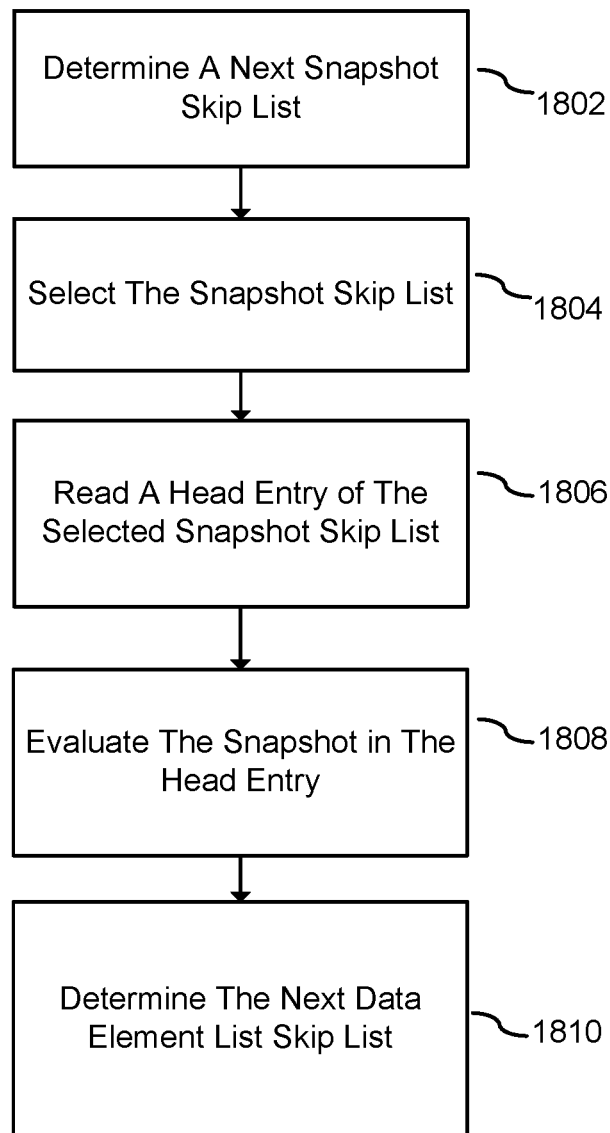 Determine A Next Snapshot
Skip List
1802
Select The Snapshot Skip List
1804
Read A Head Entry of The
Selected Snapshot Skip List
1806
Evaluate The Snapshot in The
Head Entry
1808
Determine The Next Data
Element List Skip List
1810